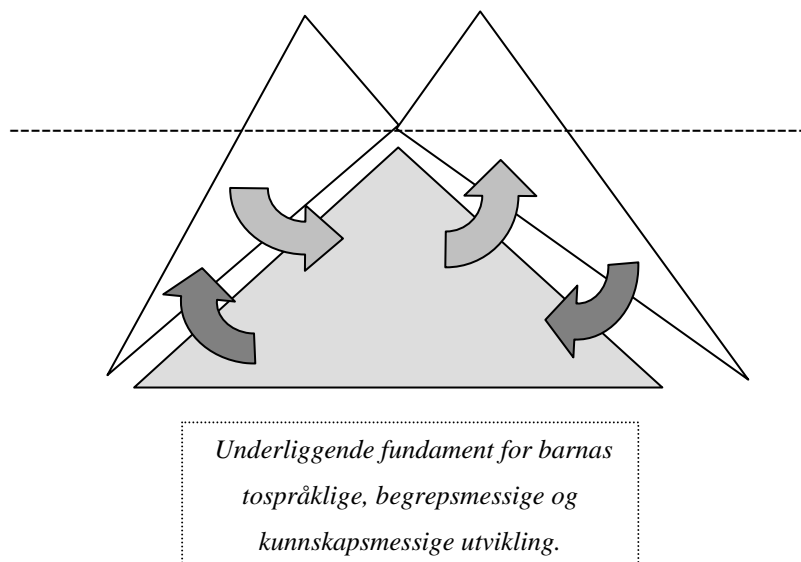 Underliggende fundament for barnas
tospråklige, begrepsmessige og
kunnskapsmessige utvikling.